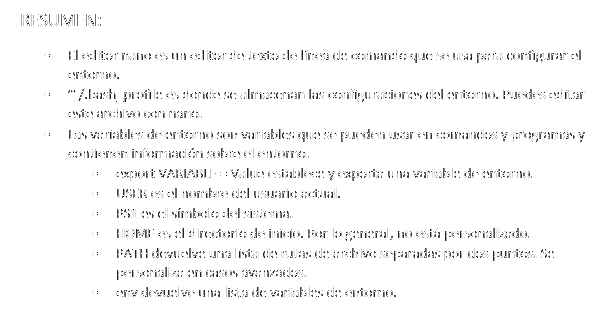 RESUMEN:
El editor nano es un editor de texto de línea de comando que se usa para configurar el
entorno.
~/.bash_profile es donde se almacenan las configuraciones del entorno. Puedes editar
este archivo con nano.
Las variables de entorno son variables que se pueden usar en comandos y programas y
contienen información sobre el entorno.
export VARIABLE = Value establece y exporta una variable de entorno.
USER es el nombre del usuario actual.
PS1 es el símbolo del sistema.
HOME es el directorio de inicio. Por lo general, no está personalizado.
PATH devuelve una lista de rutas de archivo separadas por dos puntos. Se
personaliza en casos avanzados.
env devuelve una lista de variables de entorno.